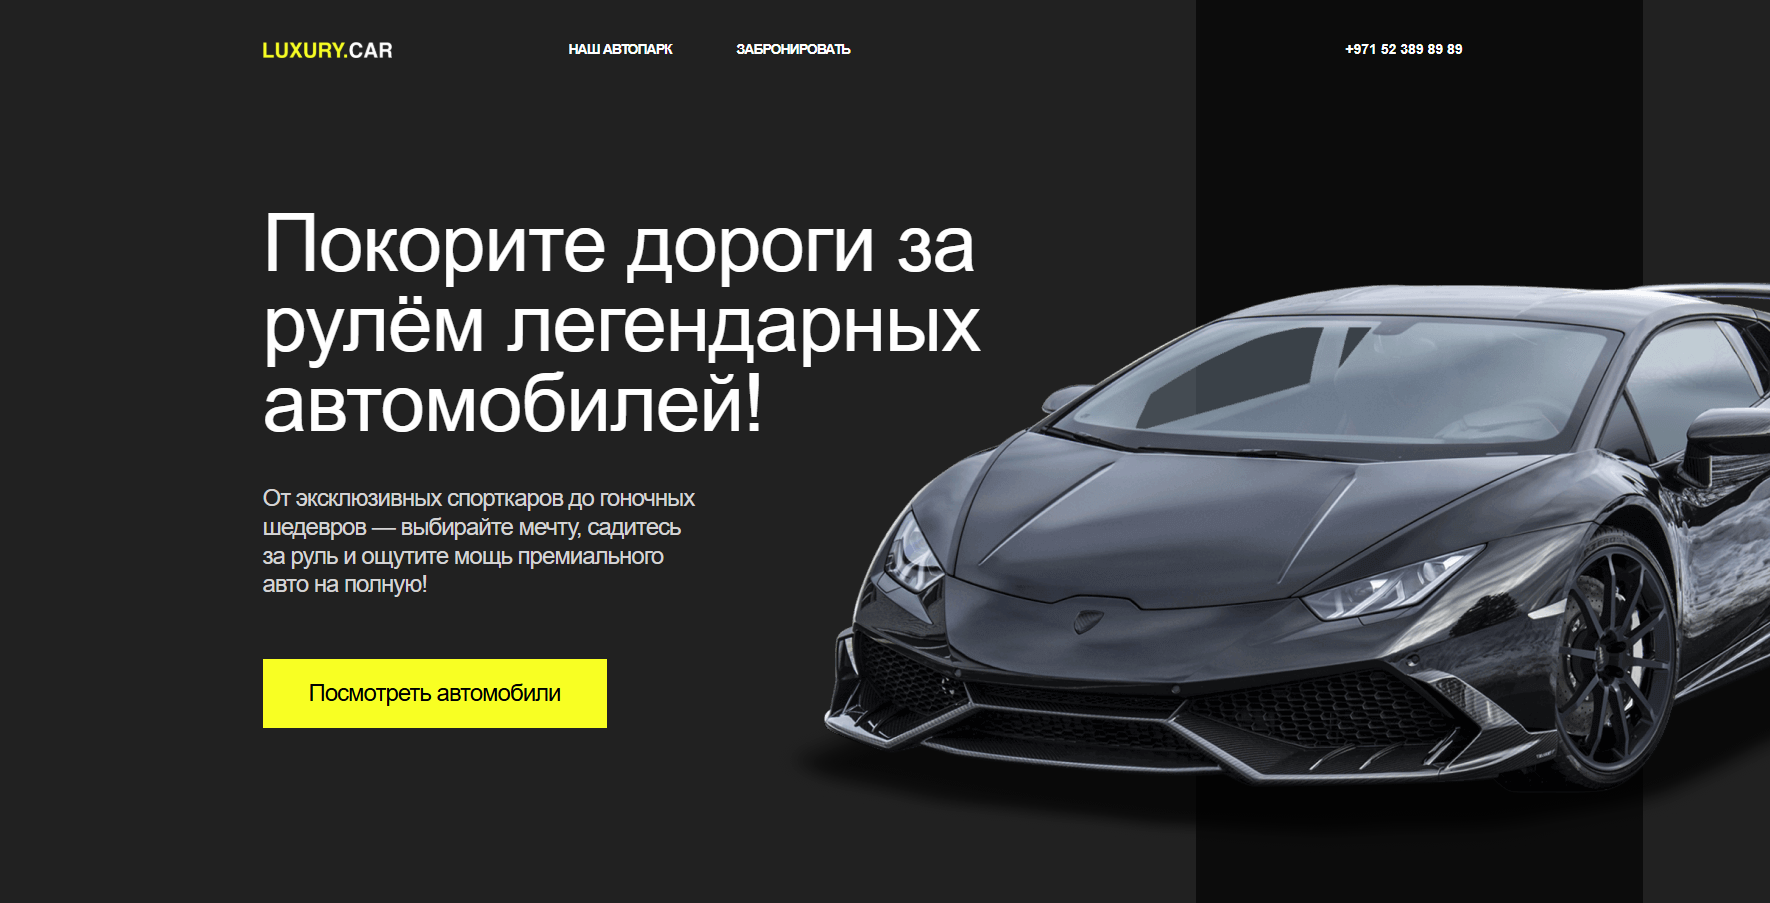 LUXURY.CAR
НАШ АВТОПАРК
ЗАБРОНИРОВАТЬ
+971 52 389 89 89
Покорите дороги за
рулём легендарных
автомобилей!
От эксклюзивных спорткаров до гоночных
шедевров — выбирайте мечту, садитесь
за руль и ощутите мощь премиального
авто на полную!
Посмотреть автомобили